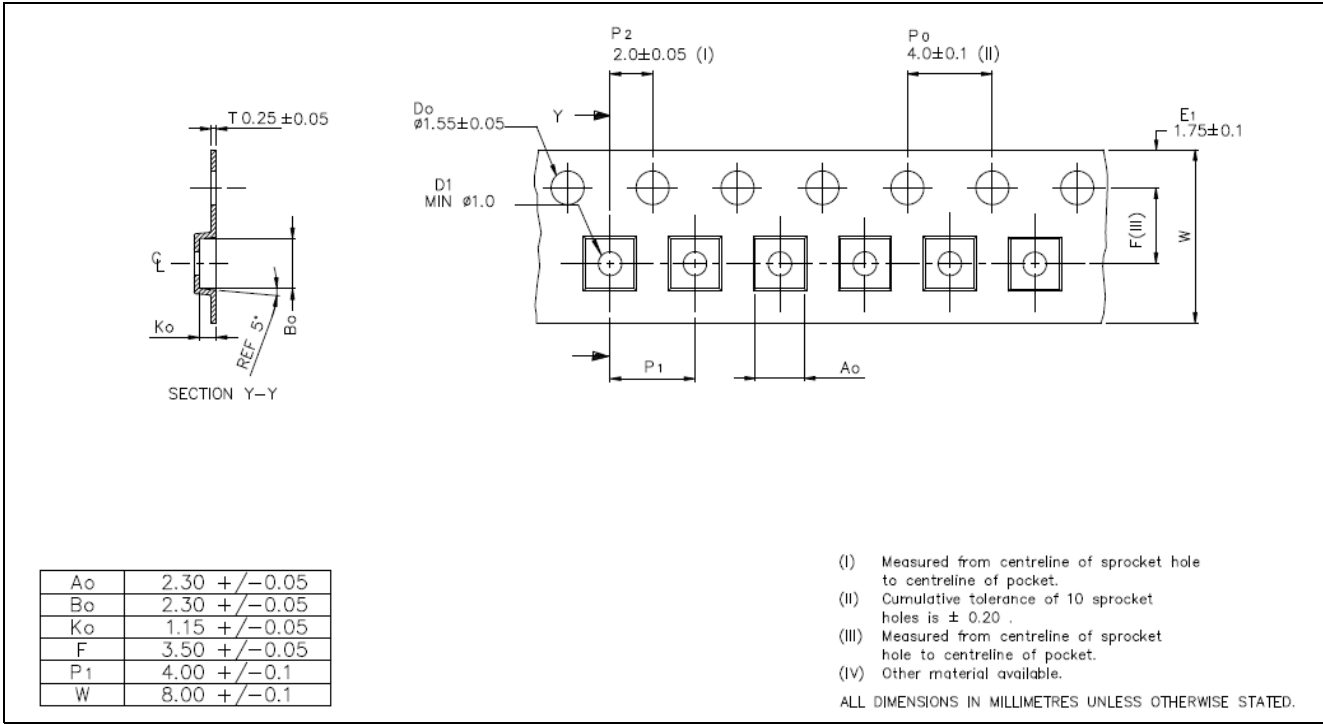 P2
2.0±0.05 (I)
Po
4.0±0.1 (II)
T 0.25 ±0.05
Do
ø1.55±0.05
Y
E1
1.75±0.1
D1
MIN ø1.0
F(III)
W
℄
Ko
REF 5°
Bo
P1
Ao
SECTION Y-Y
Ao 2.30 +/-0.05
Bo 2.30 +/-0.05
Ko 1.15 +/-0.05
F 3.50 +/-0.05
P1 4.00 +/-0.1
W 8.00 +/-0.1
(I) Measured from centreline of sprocket hole
to centreline of pocket.
(II) Cumulative tolerance of 10 sprocket
holes is ± 0.20 .
(III) Measured from centreline of sprocket
hole to centreline of pocket.
(IV) Other material available.
ALL DIMENSIONS IN MILLIMETRES UNLESS OTHERWISE STATED.